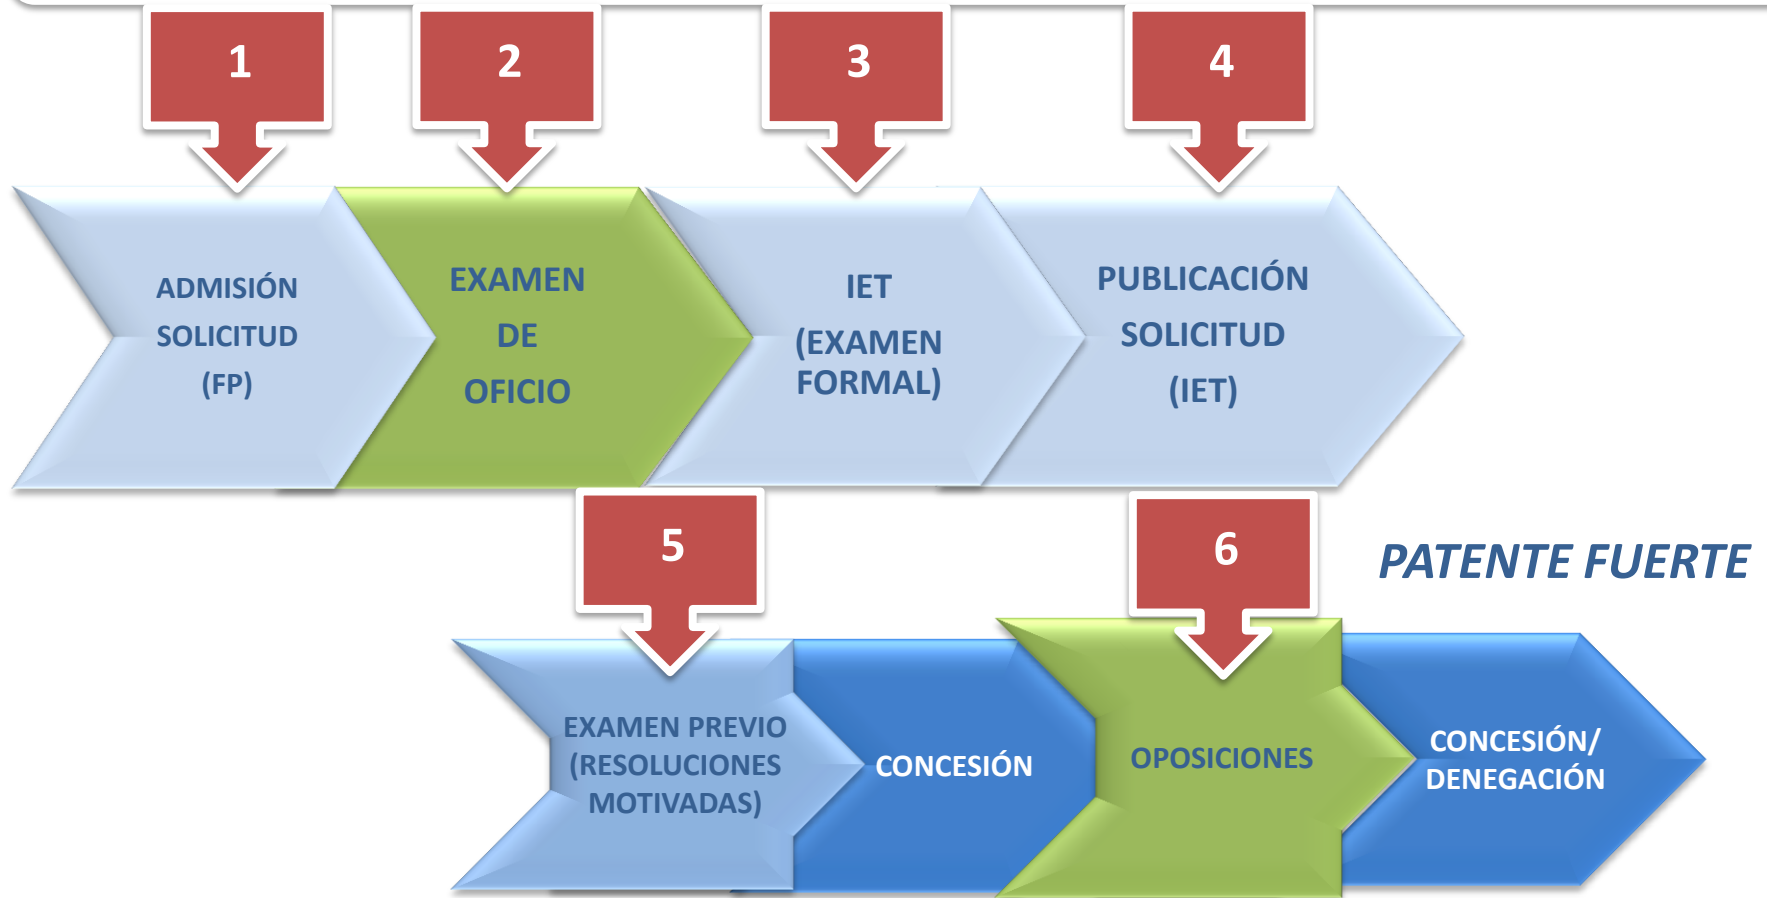 1
2
3
4
ADMISIÓN
SOLICITUD
(FP)
EXAMEN
DE
OFICIO
IET
(EXAMEN
FORMAL)
PUBLICACIÓN
SOLICITUD
(IET)
5
6
PATENTE FUERTE
EXAMEN PREVIO
(RESOLUCIONES
MOTIVADAS)
CONCESIÓN
OPOSICIONES
CONCESIÓN/
DENEGACIÓN